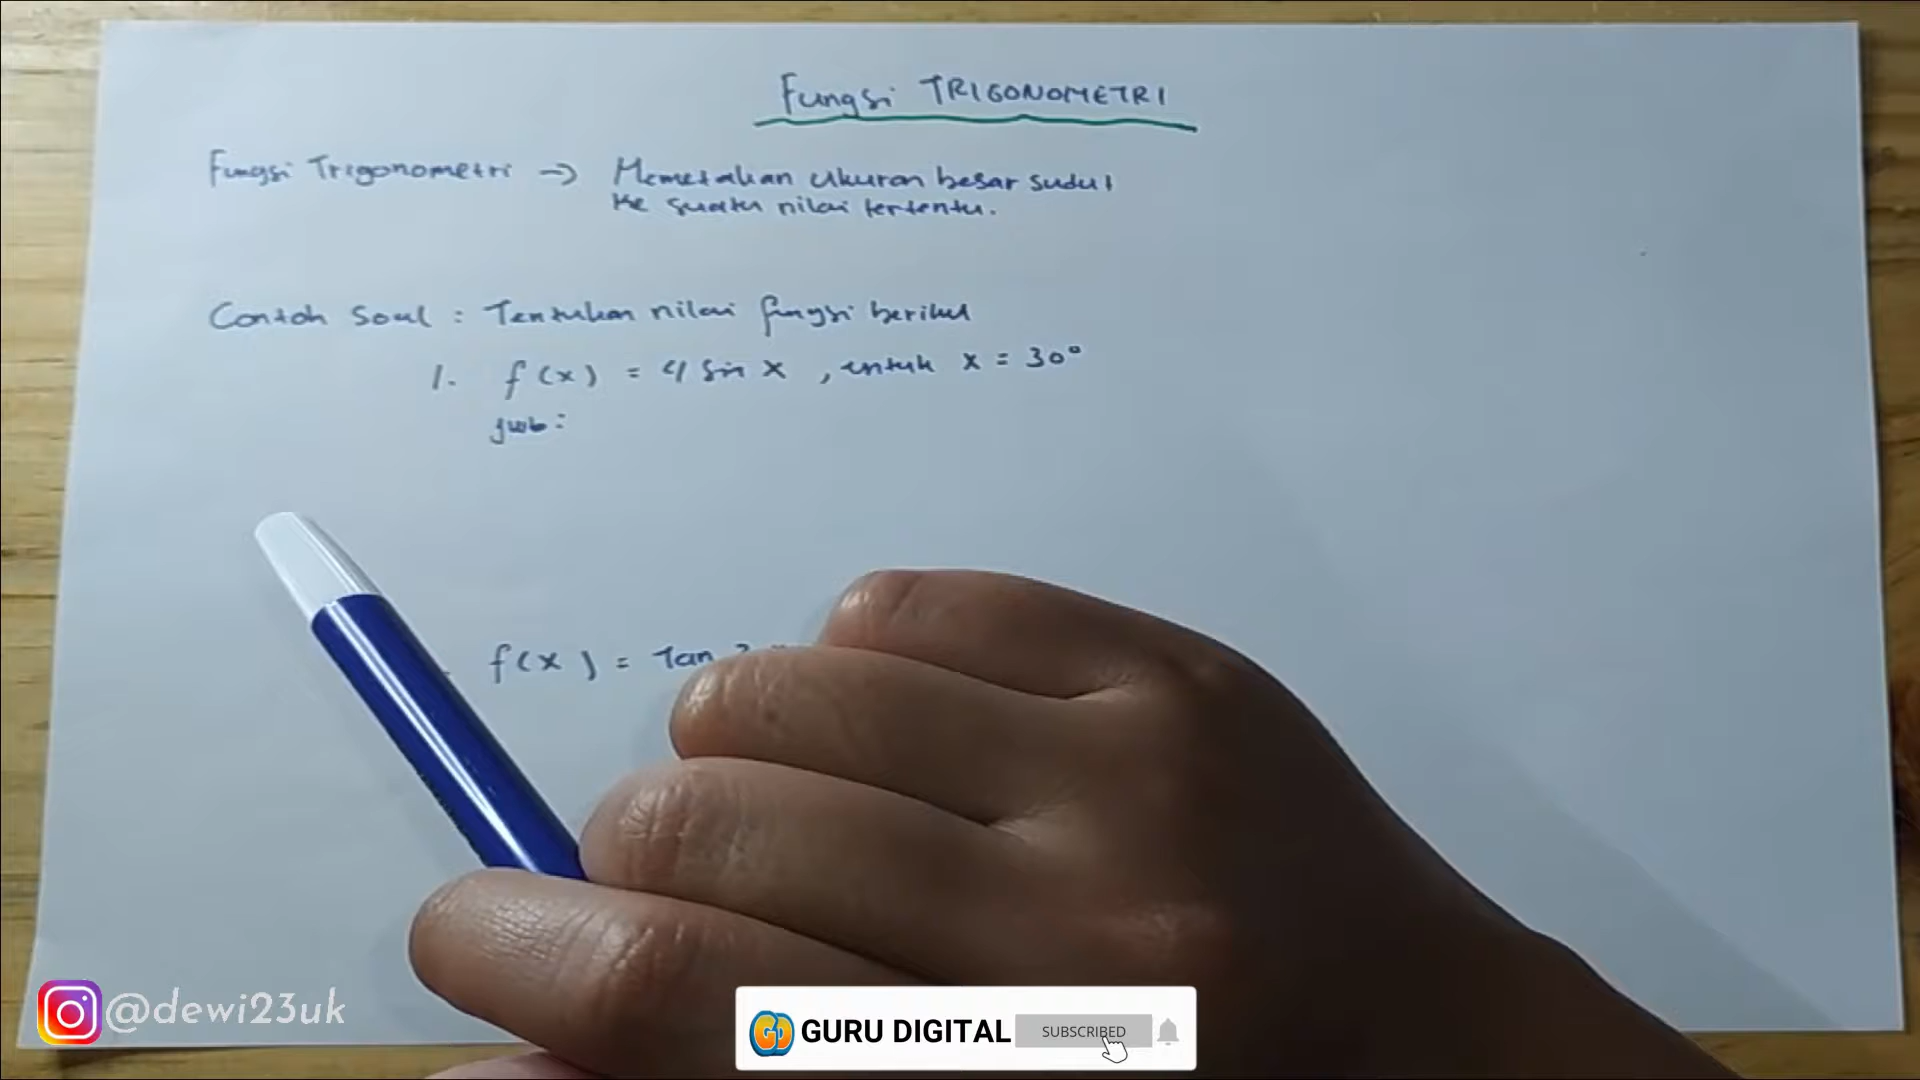 Fungsi TRIGONOMETRI
Fungsi Trigonometri → Memetakan ukuran besar sudut
ke suatu nilai tertentu.
Contoh Soal : Tentukan nilai fungsi berikut
1. f(x) = 4 sin x , untuk x = 30°
jwb :
f(x) = Tan
@dewi23uk
GURU DIGITAL
SUBSCRIBED